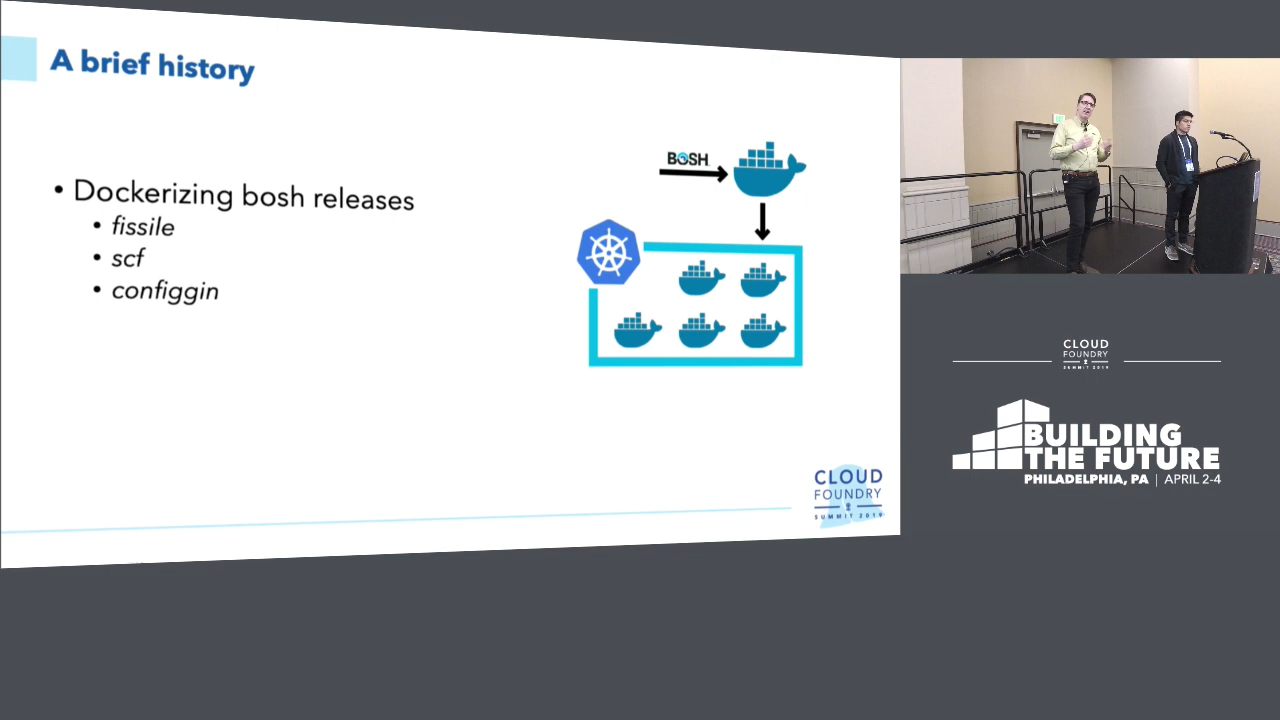 A brief history
• Dockerizing bosh releases
• fissile
• scf
• configgin
BOSH
CLOUD
FOUNDRY
SUMMIT 2019
CLOUD
FOUNDRY
SUMMIT 2019
BUILDING
THE FUTURE
PHILADELPHIA, PA | APRIL 2-4